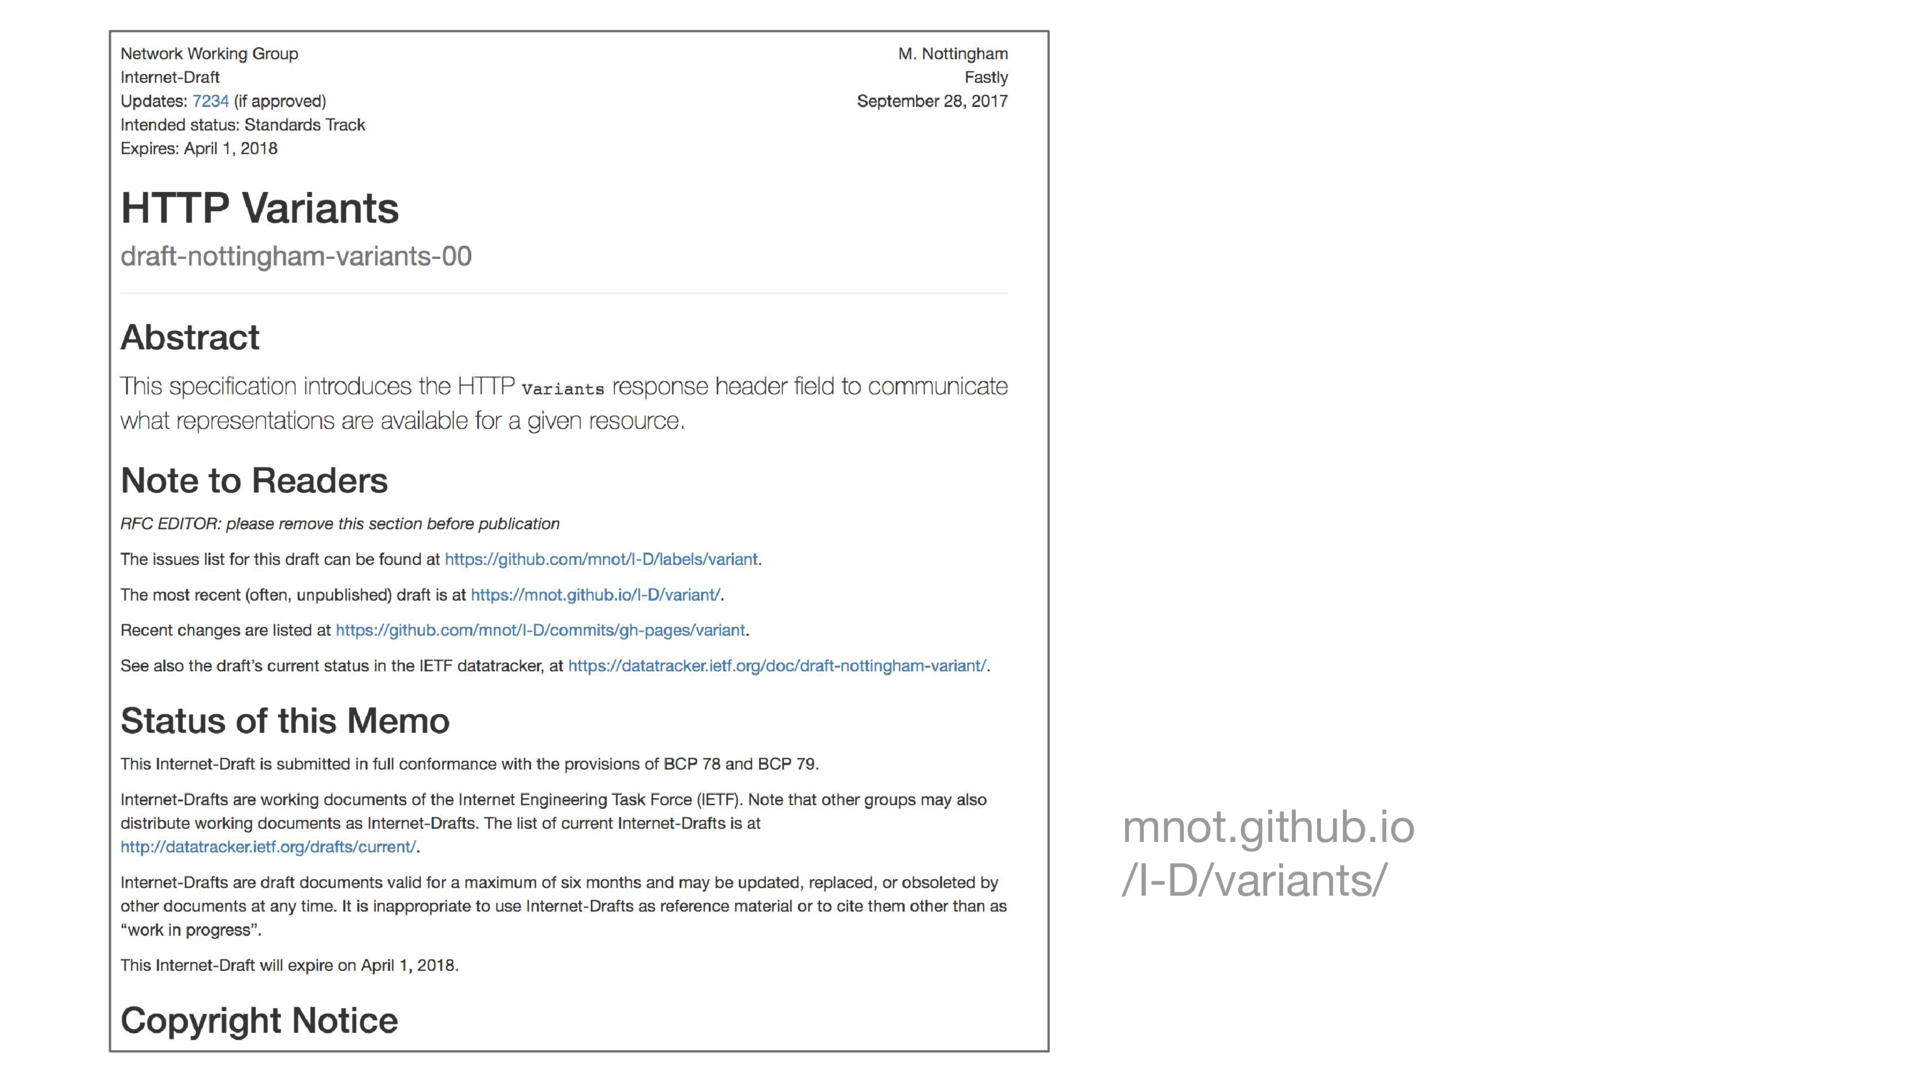 Network Working Group
M. Nottingham
Internet-Draft
Fastly
Updates: 7234 (if approved)
September 28, 2017
Intended status: Standards Track
Expires: April 1, 2018
HTTP Variants
draft-nottingham-variants-00
Abstract
This specification introduces the HTTP Variants response header field to communicate
what representations are available for a given resource.
Note to Readers
RFC EDITOR: please remove this section before publication
The issues list for this draft can be found at https://github.com/mnot/I-D/labels/variant.
The most recent (often, unpublished) draft is at https://mnot.github.io/I-D/variant/.
Recent changes are listed at https://github.com/mnot/I-D/commits/gh-pages/variant.
See also the draft’s current status in the IETF datatracker, at https://datatracker.ietf.org/doc/draft-nottingham-variant/.
Status of this Memo
This Internet-Draft is submitted in full conformance with the provisions of BCP 78 and BCP 79.
Internet-Drafts are working documents of the Internet Engineering Task Force (IETF). Note that other groups may also
distribute working documents as Internet-Drafts. The list of current Internet-Drafts is at
http://datatracker.ietf.org/drafts/current/.
Internet-Drafts are draft documents valid for a maximum of six months and may be updated, replaced, or obsoleted by
other documents at any time. It is inappropriate to use Internet-Drafts as reference material or to cite them other than as
“work in progress”.
This Internet-Draft will expire on April 1, 2018.
Copyright Notice
mnot.github.io
/I-D/variants/